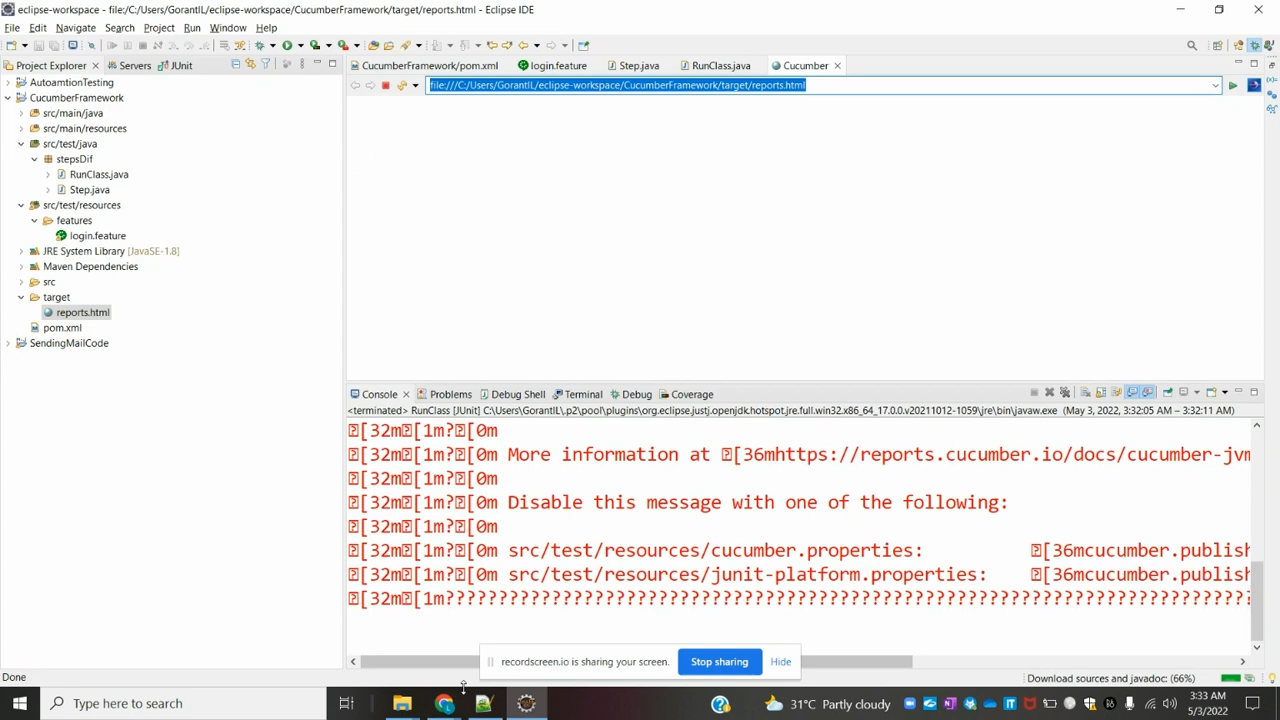 eclipse-workspace - file:/C:/Users/GorantIL/eclipse-workspace/CucumberFramework/target/reports.html - Eclipse IDE
File Edit Navigate Search Project Run Window Help
Project Explorer Servers JUnit
CucumberFramework/pom.xml login.feature Step.java RunClass.java Cucumber
file:///C:/Users/GorantIL/eclipse-workspace/CucumberFramework/target/reports.html
AutoamtionTesting
CucumberFramework
src/main/java
src/main/resources
src/test/java
stepsDif
RunClass.java
Step.java
src/test/resources
features
login.feature
JRE System Library [JavaSE-1.8]
Maven Dependencies
src
target
reports.html
pom.xml
SendingMailCode
Console Problems Debug Shell Terminal Debug Coverage
<terminated> RunClass [JUnit] C:\Users\GorantIL\.p2\pool\plugins\org.eclipse.justj.openjdk.hotspot.jre.full.win32.x86_64_17.0.0.v20211012-1059\jre\bin\javaw.exe (May 3, 2022, 3:32:05 AM – 3:32:11 AM)
[32m[1m?[0m
[32m[1m?[0m More information at [36mhttps://reports.cucumber.io/docs/cucumber-jvm
[32m[1m?[0m
[32m[1m?[0m Disable this message with one of the following:
[32m[1m?[0m
[32m[1m?[0m src/test/resources/cucumber.properties: [36mcucumber.publish
[32m[1m?[0m src/test/resources/junit-platform.properties: [36mcucumber.publish
[32m[1m???????????????????????????????????????????????????????????????????????????
recordscreen.io is sharing your screen. Stop sharing Hide
Done
Download sources and javadoc: (66%)
Type here to search
31°C Partly cloudy
3:33 AM
5/3/2022